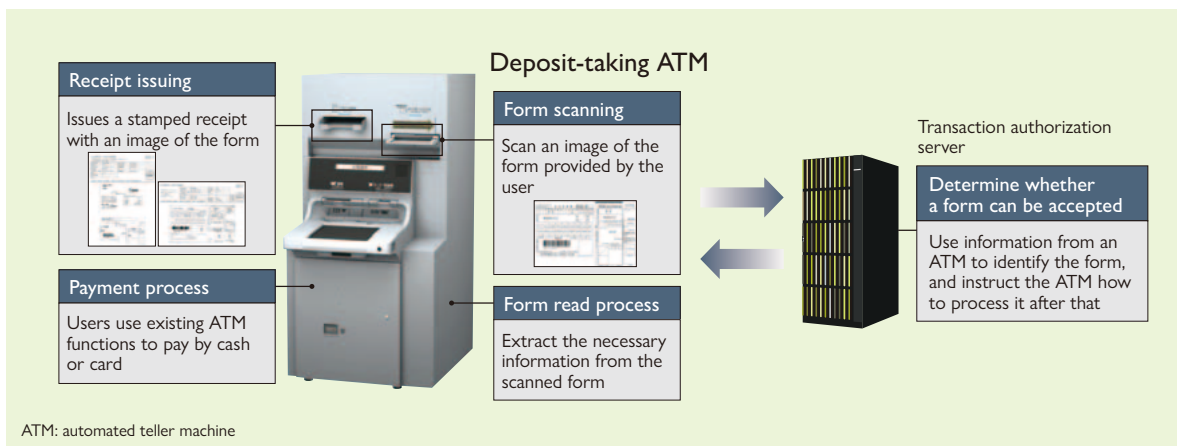 Deposit-taking ATM
Receipt issuing
Issues a stamped receipt
with an image of the form
Payment process
Users use existing ATM
functions to pay by cash
or card
Form scanning
Scan an image of the
form provided by the
user
Form read process
Extract the necessary
information from the
scanned form
Transaction authorization
server
Determine whether
a form can be accepted
Use information from an
ATM to identify the form,
and instruct the ATM how
to process it after that
ATM: automated teller machine